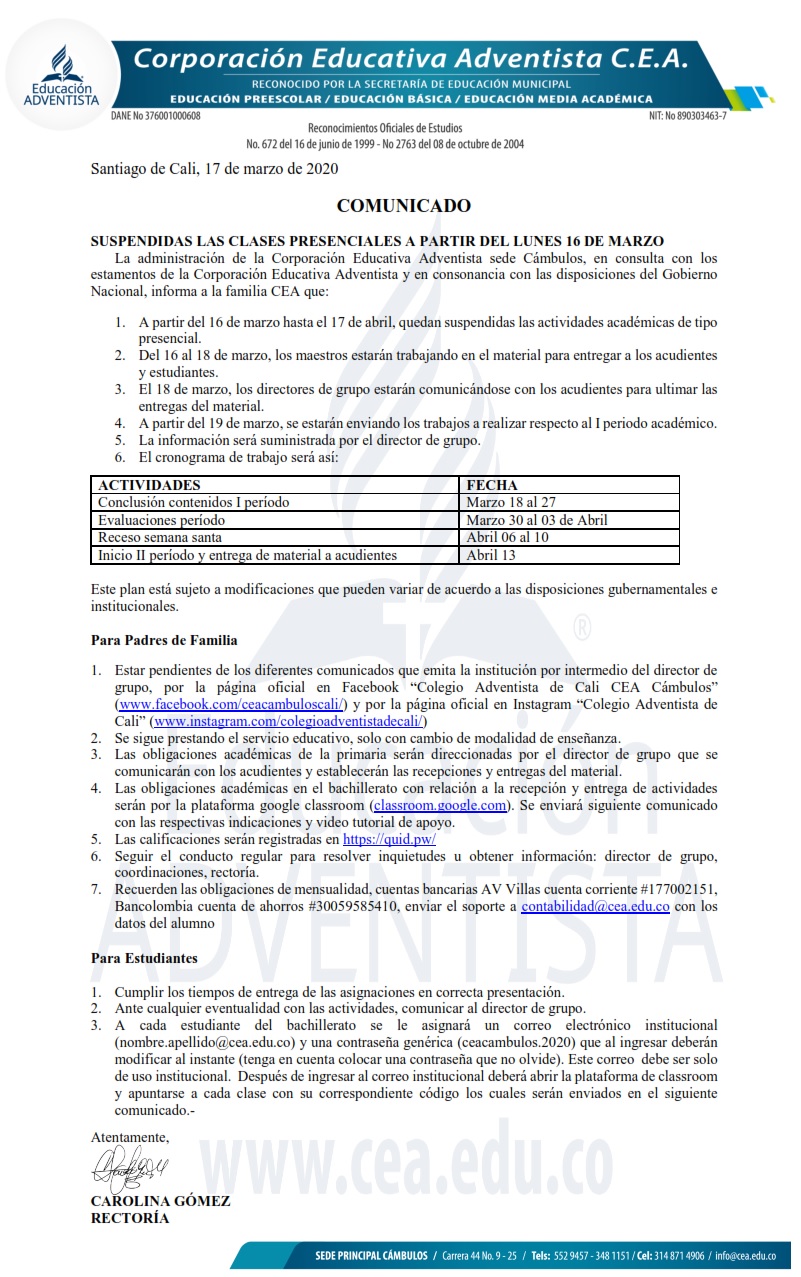 Corporación Educativa Adventista C.E.A.
RECONOCIDO POR LA SECRETARÍA DE EDUCACIÓN MUNICIPAL
EDUCACIÓN PREESCOLAR / EDUCACIÓN BÁSICA / EDUCACIÓN MEDIA ACADÉMICA
Educación
ADVENTISTA
DANE No 376001000608
NIT: No 890303463-7
Reconocimientos Oficiales de Estudios
No. 672 del 16 de junio de 1999 - No 2763 del 08 de octubre de 2004
Santiago de Cali, 17 de marzo de 2020
COMUNICADO
SUSPENDIDAS LAS CLASES PRESENCIALES A PARTIR DEL LUNES 16 DE MARZO
La administración de la Corporación Educativa Adventista sede Cámbulos, en consulta con los
estamentos de la Corporación Educativa Adventista y en consonancia con las disposiciones del Gobierno
Nacional, informa a la familia CEA que:
1. A partir del 16 de marzo hasta el 17 de abril, quedan suspendidas las actividades académicas de tipo
presencial.
2. Del 16 al 18 de marzo, los maestros estarán trabajando en el material para entregar a los acudientes
y estudiantes.
3. El 18 de marzo, los directores de grupo estarán comunicándose con los acudientes para ultimar las
entregas del material.
4. A partir del 19 de marzo, se estarán enviando los trabajos a realizar respecto al I periodo académico.
5. La información será suministrada por el director de grupo.
6. El cronograma de trabajo será así:
ACTIVIDADES FECHA
Conclusión contenidos I período Marzo 18 al 27
Evaluaciones período Marzo 30 al 03 de Abril
Receso semana santa Abril 06 al 10
Inicio II período y entrega de material a acudientes Abril 13
Este plan está sujeto a modificaciones que pueden variar de acuerdo a las disposiciones gubernamentales e
institucionales.
Para Padres de Familia
®
1. Estar pendientes de los diferentes comunicados que emita la institución por intermedio del director de
grupo, por la página oficial en Facebook “Colegio Adventista de Cali CEA Cámbulos”
(www.facebook.com/ceacambuloscali/) y por la página oficial en Instagram “Colegio Adventista de
Cali” (www.instagram.com/colegioadventistadecali/)
2. Se sigue prestando el servicio educativo, solo con cambio de modalidad de enseñanza.
3. Las obligaciones académicas de la primaria serán direccionadas por el director de grupo que se
comunicarán con los acudientes y establecerán las recepciones y entregas del material.
4. Las obligaciones académicas en el bachillerato con relación a la recepción y entrega de actividades
serán por la plataforma google classroom (classroom.google.com). Se enviará siguiente comunicado
con las respectivas indicaciones y video tutorial de apoyo.
5. Las calificaciones serán registradas en https://quid.pw/
6. Seguir el conducto regular para resolver inquietudes u obtener información: director de grupo,
coordinaciones, rectoría.
7. Recuerden las obligaciones de mensualidad, cuentas bancarias AV Villas cuenta corriente #177002151,
Bancolombia cuenta de ahorros #30059585410, enviar el soporte a contabilidad@cea.edu.co con los
datos del alumno
Educación
ADVENTISTA
Para Estudiantes
1. Cumplir los tiempos de entrega de las asignaciones en correcta presentación.
2. Ante cualquier eventualidad con las actividades, comunicar al director de grupo.
3. A cada estudiante del bachillerato se le asignará un correo electrónico institucional
(nombre.apellido@cea.edu.co) y una contraseña genérica (ceacambulos.2020) que al ingresar deberán
modificar al instante (tenga en cuenta colocar una contraseña que no olvide). Este correo debe ser solo
de uso institucional. Después de ingresar al correo institucional deberá abrir la plataforma de classroom
y apuntarse a cada clase con su correspondiente código los cuales serán enviados en el siguiente
comunicado.-
Atentamente,
www.cea.edu.co
CAROLINA GÓMEZ
RECTORÍA
SEDE PRINCIPAL CÁMBULOS / Carrera 44 No. 9 - 25 / Tels: 552 9457 - 348 1151 / Cel: 314 871 4906 / info@cea.edu.co